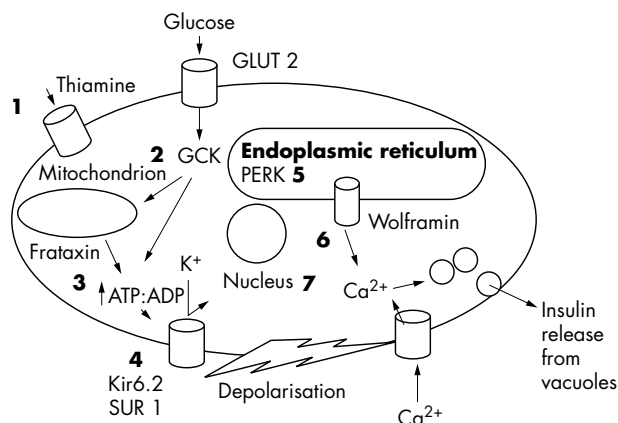 Glucose
GLUT 2
Thiamine
1
2 GCK
Endoplasmic reticulum
PERK 5
Mitochondrion
Wolframin
6
Frataxin
K+
Nucleus 7
3
ATP:ADP
Ca2+
Insulin
release
from
vacuoles
4
Kir6.2
SUR 1
Depolarisation
Ca2+